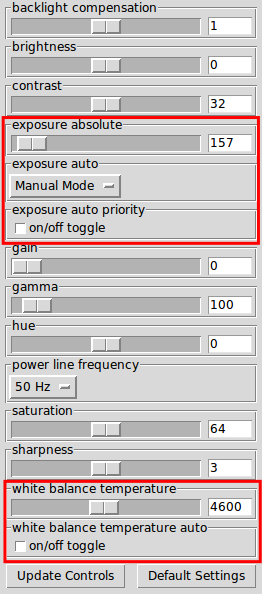 backlight compensation
1
brightness
0
contrast
32
exposure absolute
157
exposure auto
Manual Mode
exposure auto priority
on/off toggle
gain
0
gamma
100
hue
0
power line frequency
50 Hz
saturation
64
sharpness
3
white balance temperature
4600
white balance temperature auto
on/off toggle
Update Controls Default Settings